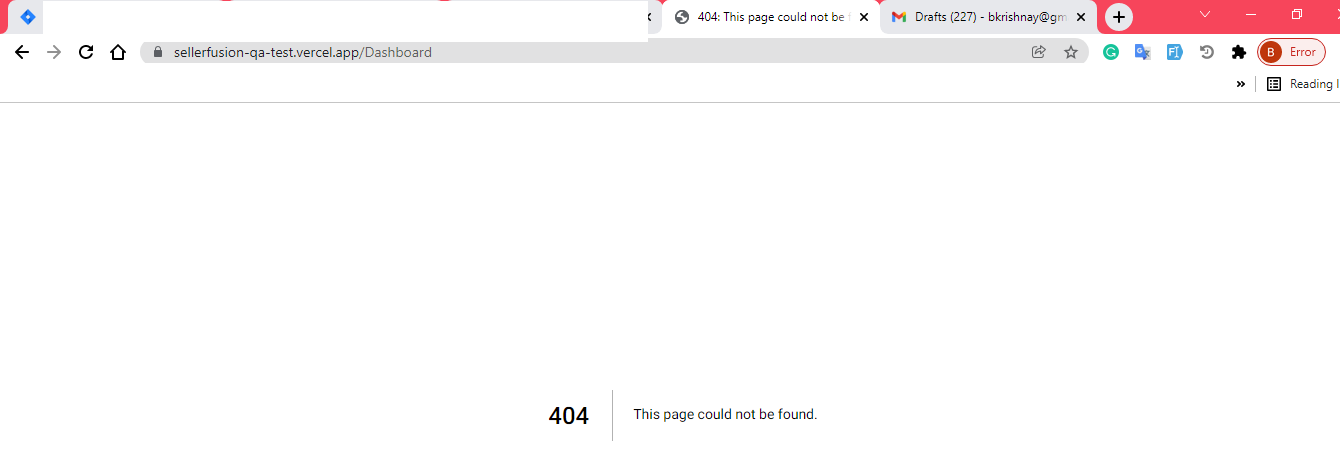 404: This page could not be
Drafts (227) - bkrishnay@gm
sellerfusion-qa-test.vercel.app/Dashboard
B Error
Reading l
404
This page could not be found.